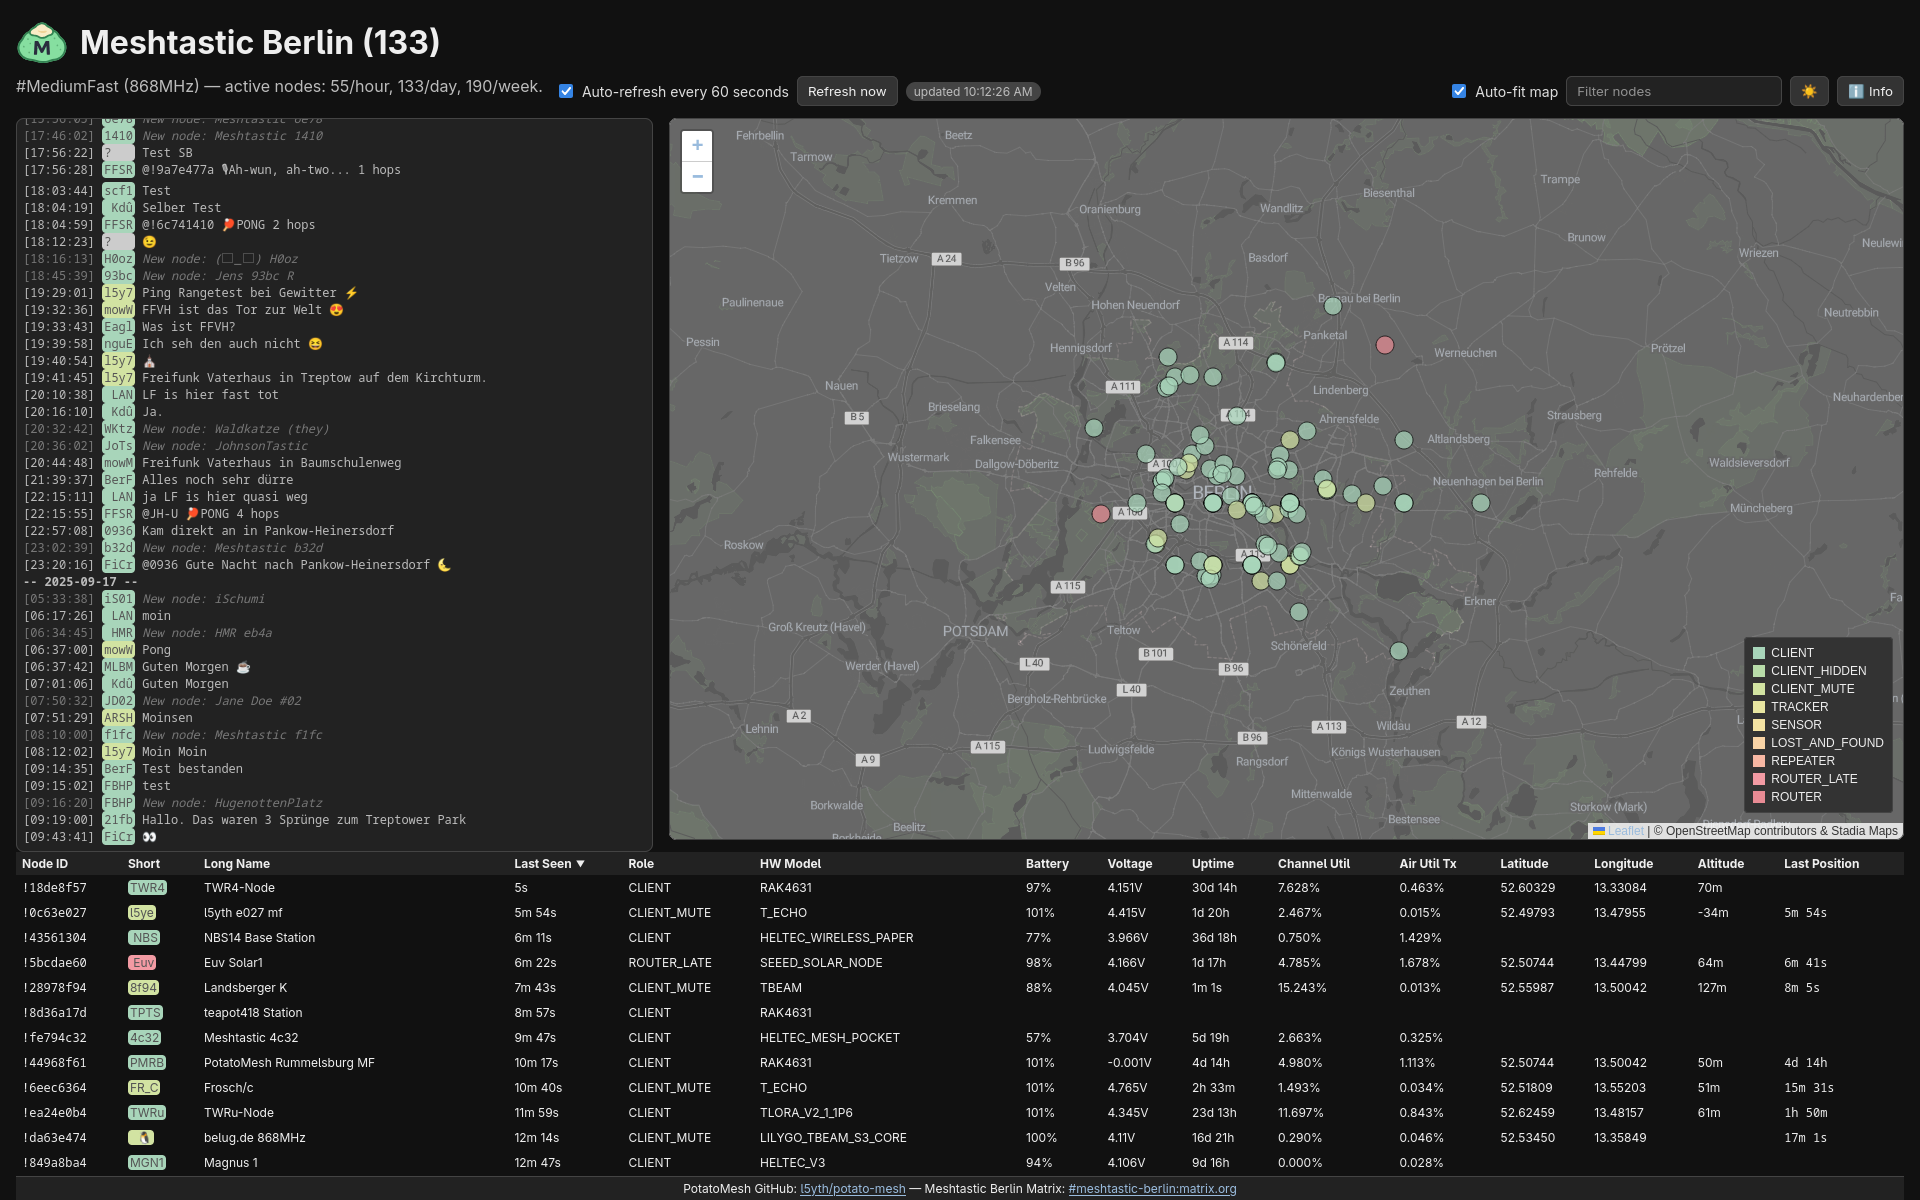 M
Meshtastic Berlin (133)
#MediumFast (868MHz) — active nodes: 55/hour, 133/day, 190/week.
Auto-refresh every 60 seconds
Refresh now
updated 10:12:26 AM
Auto-fit map
Filter nodes
ℹ️ Info
[17:46:02] 1410 New node: Meshtastic 1410
[17:56:22] ? Test SB
[17:56:28] FFSR @!9a7e477a 🎙Ah-wun, ah-two... 1 hops
[18:03:44] scf1 Test
[18:04:19] Kdû Selber Test
[18:04:59] FFSR @!6c741410 🏓PONG 2 hops
[18:12:23] ? 😉
[18:16:13] H0oz New node: (□_□) H0oz
[18:45:39] 93bc New node: Jens 93bc R
[19:29:01] l5y7 Ping Rangetest bei Gewitter ⚡
[19:32:36] mowW FFVH ist das Tor zur Welt 😍
[19:33:43] Eagl Was ist FFVH?
[19:39:58] nguE Ich seh den auch nicht 😆
[19:40:54] l5y7 ⛪
[19:41:45] l5y7 Freifunk Vaterhaus in Treptow auf dem Kirchturm.
[20:10:38] LAN LF is hier fast tot
[20:16:10] Kdû Ja.
[20:32:42] WKtz New node: Waldkatze (they)
[20:36:02] JoTs New node: JohnsonTastic
[20:44:48] mowM Freifunk Vaterhaus in Baumschulenweg
[21:39:37] BerF Alles noch sehr dürre
[22:15:11] LAN ja LF is hier quasi weg
[22:15:55] FFSR @JH-U 🏓PONG 4 hops
[22:57:08] 0936 Kam direkt an in Pankow-Heinersdorf
[23:02:39] b32d New node: Meshtastic b32d
[23:20:16] FiCr @0936 Gute Nacht nach Pankow-Heinersdorf 🌜
-- 2025-09-17 --
[05:33:38] iS01 New node: iSchumi
[06:17:26] LAN moin
[06:34:45] HMR New node: HMR eb4a
[06:37:00] mowW Pong
[06:37:42] MLBM Guten Morgen ☕
[07:01:06] Kdû Guten Morgen
[07:50:32] JD02 New node: Jane Doe #02
[07:51:29] ARSH Moinsen
[08:10:00] f1fc New node: Meshtastic f1fc
[08:12:02] l5y7 Moin Moin
[09:14:35] BerF Test bestanden
[09:15:02] FBHP test
[09:16:20] FBHP New node: HugenottenPlatz
[09:19:00] 21fb Hallo. Das waren 3 Sprünge zum Treptower Park
[09:43:41] FiCr 👀
+
−
Fehrbellin
Beetz
Tarmow
Trampe
Biesenthal
Kremmen
Oranienburg
Wandlitz
Brunow
Neulewin
Wriezen
Tietzow
A 24
B 96
Basdorf
Velten
Paulinenaue
Hohen Neuendorf
Bernau bei Berlin
Neutrebbin
Pessin
Hennigsdorf
A 114
Panketal
Werneuchen
Prötzel
Nauen
A 111
Lindenberg
Neuhardenberg
B 5
Brieselang
A 114
Ahrensfelde
Strausberg
Falkensee
Altlandsberg
Wustermark
Dallgow-Döberitz
A 100
Waldsieversdorf
Rehfelde
Neuenhagen bei Berlin
BERLIN
Müncheberg
A 100
Roskow
A 113
A 115
Erkner
Groß Kreutz (Havel)
POTSDAM
Teltow
Schönefeld
Werder (Havel)
L 40
B 101
B 96
Bergholz-Rehbrücke
L 40
Zeuthen
A 2
Lehnin
A 113
Wildau
A 12
A 115
Ludwigsfelde
B 96
Königs Wusterhausen
A 9
Rangsdorf
Mittenwalde
Borkwalde
Storkow (Mark)
Beelitz
Bestensee
Borkheide
CLIENT
CLIENT_HIDDEN
CLIENT_MUTE
TRACKER
SENSOR
LOST_AND_FOUND
REPEATER
ROUTER_LATE
ROUTER
Leaflet | © OpenStreetMap contributors & Stadia Maps
Node ID Short Long Name Last Seen ▼ Role HW Model Battery Voltage Uptime Channel Util Air Util Tx Latitude Longitude Altitude Last Position
!18de8f57 TWR4 TWR4-Node 5s CLIENT RAK4631 97% 4.151V 30d 14h 7.628% 0.463% 52.60329 13.33084 70m
!0c63e027 l5ye l5yth e027 mf 5m 54s CLIENT_MUTE T_ECHO 101% 4.415V 1d 20h 2.467% 0.015% 52.49793 13.47955 -34m 5m 54s
!43561304 NBS NBS14 Base Station 6m 11s CLIENT HELTEC_WIRELESS_PAPER 77% 3.966V 36d 18h 0.750% 1.429%
!5bcdae60 Euv Euv Solar1 6m 22s ROUTER_LATE SEEED_SOLAR_NODE 98% 4.166V 1d 17h 4.785% 1.678% 52.50744 13.44799 64m 6m 41s
!28978f94 8f94 Landsberger K 7m 43s CLIENT_MUTE TBEAM 88% 4.045V 1m 1s 15.243% 0.013% 52.55987 13.50042 127m 8m 5s
!8d36a17d TPTS teapot418 Station 8m 57s CLIENT RAK4631
!fe794c32 4c32 Meshtastic 4c32 9m 47s CLIENT HELTEC_MESH_POCKET 57% 3.704V 5d 19h 2.663% 0.325%
!44968f61 PMRB PotatoMesh Rummelsburg MF 10m 17s CLIENT RAK4631 101% -0.001V 4d 14h 4.980% 1.113% 52.50744 13.50042 50m 4d 14h
!6eec6364 FR_C Frosch/c 10m 40s CLIENT_MUTE T_ECHO 101% 4.765V 2h 33m 1.493% 0.034% 52.51809 13.55203 51m 15m 31s
!ea24e0b4 TWRu TWRu-Node 11m 59s CLIENT TLORA_V2_1_1P6 101% 4.345V 23d 13h 11.697% 0.843% 52.62459 13.48157 61m 1h 50m
!da63e474 🐧 belug.de 868MHz 12m 14s CLIENT_MUTE LILYGO_TBEAM_S3_CORE 100% 4.11V 16d 21h 0.290% 0.046% 52.53450 13.35849 17m 1s
!849a8ba4 MGN1 Magnus 1 12m 47s CLIENT HELTEC_V3 94% 4.106V 9d 16h 0.000% 0.028%
PotatoMesh GitHub: l5yth/potato-mesh — Meshtastic Berlin Matrix: #meshtastic-berlin:matrix.org